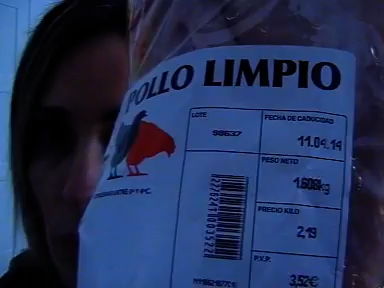 POLLO LIMPIO
LOTE
98637
FECHA DE CADUCIDAD
11.04.14
PESO NETO
1.608kg
PRECIO KILO
2,19
P.V.P.
3,52€